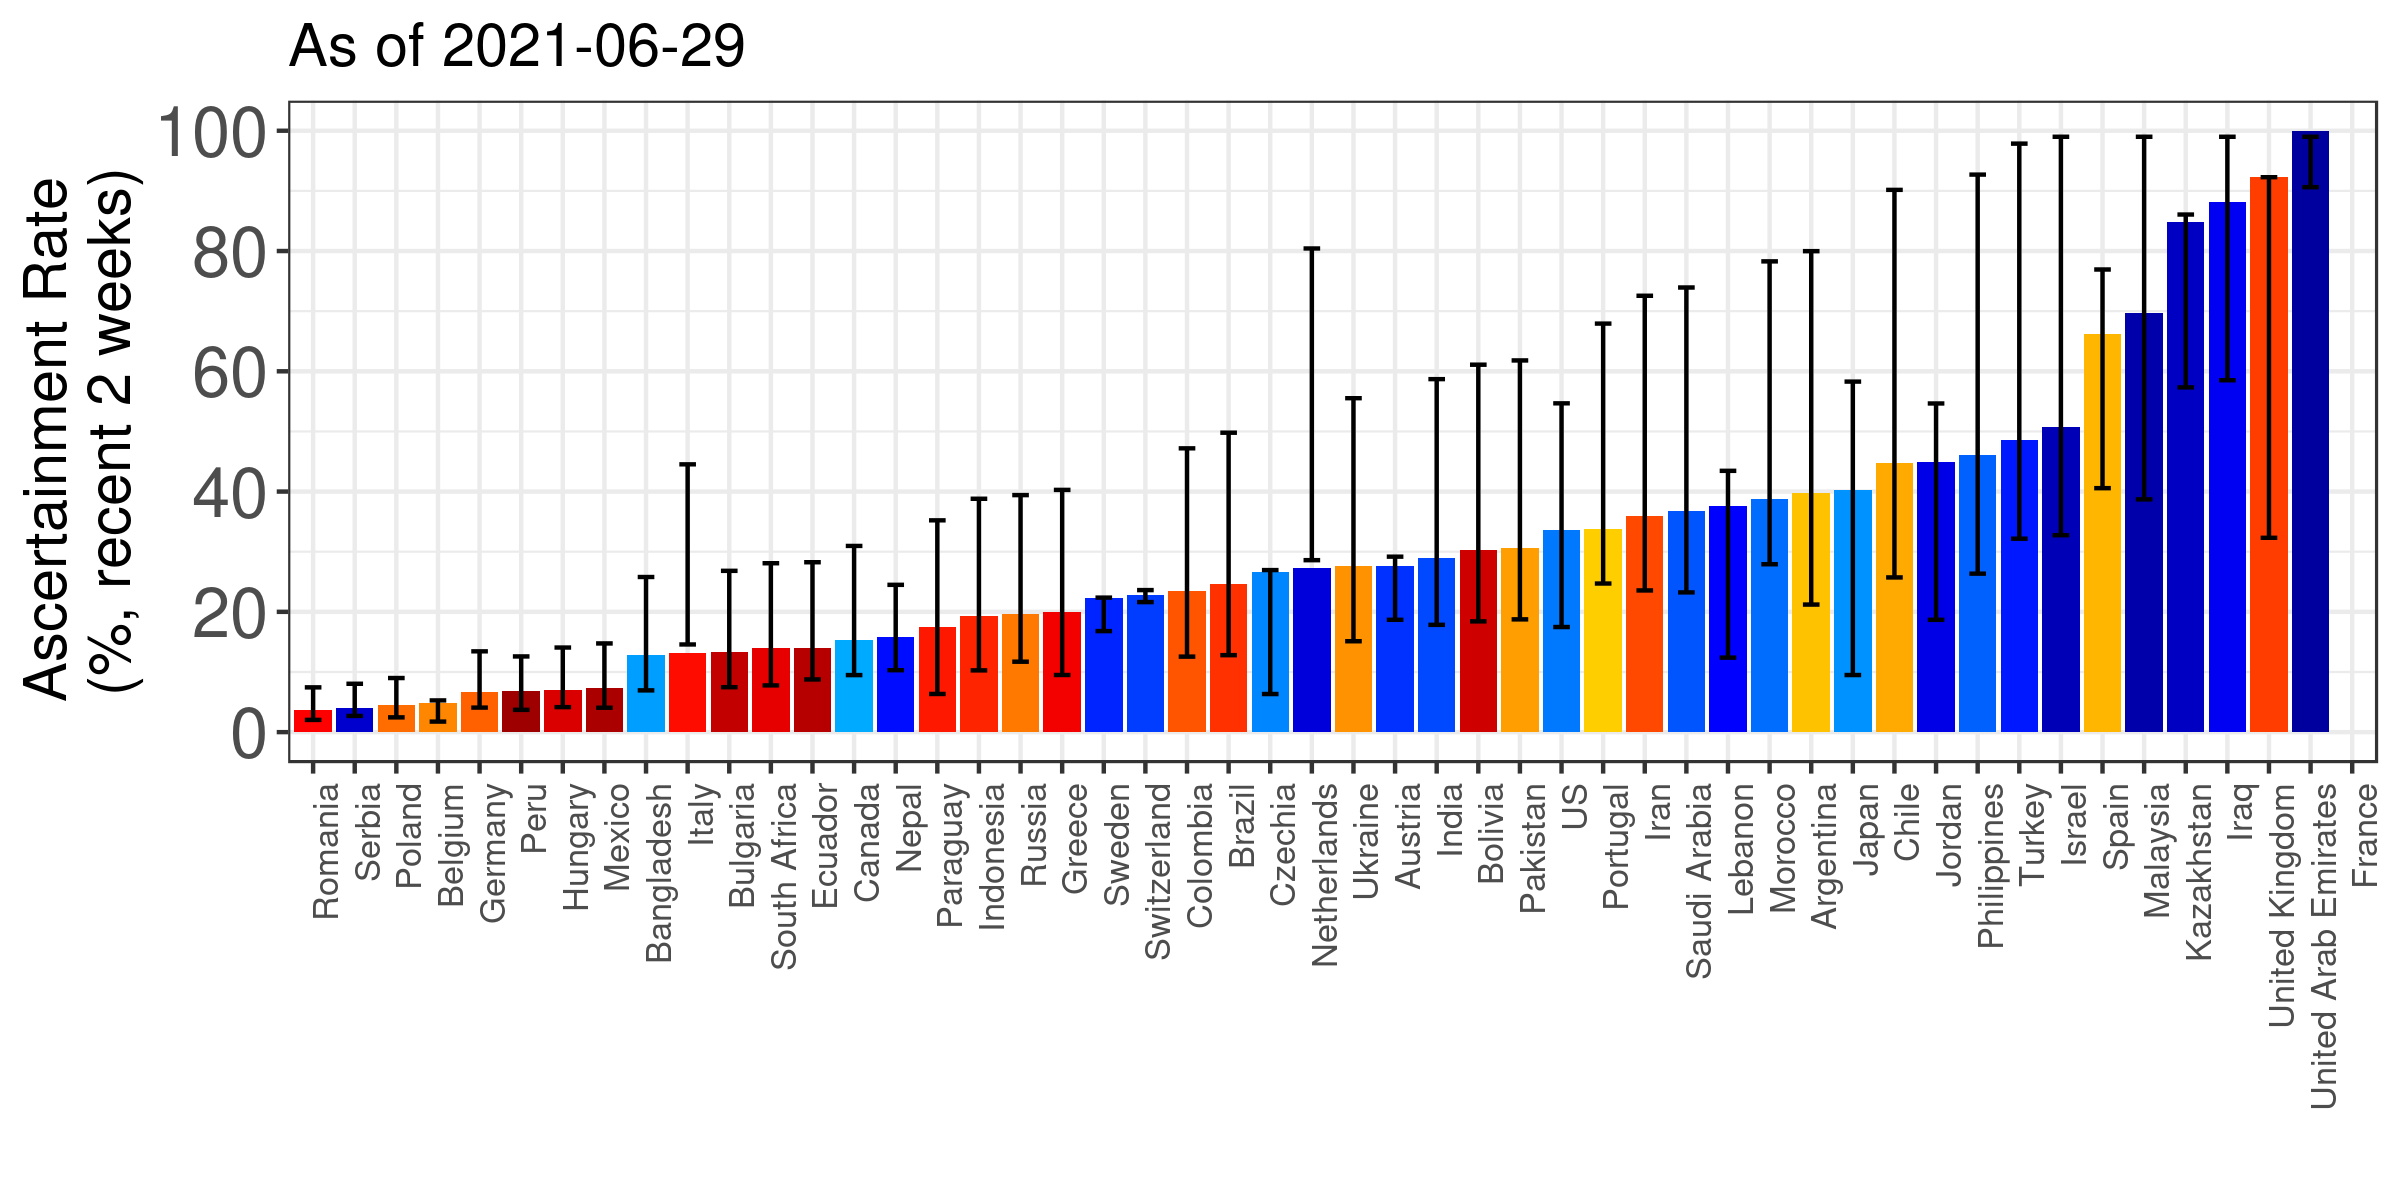 As of 2021-06-29
Ascertainment Rate
(%, recent 2 weeks)
100
80
60
40
20
0
Romania
Serbia
Poland
Belgium
Germany
Peru
Hungary
Mexico
Bangladesh
Italy
Bulgaria
South Africa
Ecuador
Canada
Nepal
Paraguay
Indonesia
Russia
Greece
Sweden
Switzerland
Colombia
Brazil
Czechia
Netherlands
Ukraine
Austria
India
Bolivia
Pakistan
US
Portugal
Iran
Saudi Arabia
Lebanon
Morocco
Argentina
Japan
Chile
Jordan
Philippines
Turkey
Israel
Spain
Malaysia
Kazakhstan
Iraq
United Kingdom
United Arab Emirates
France